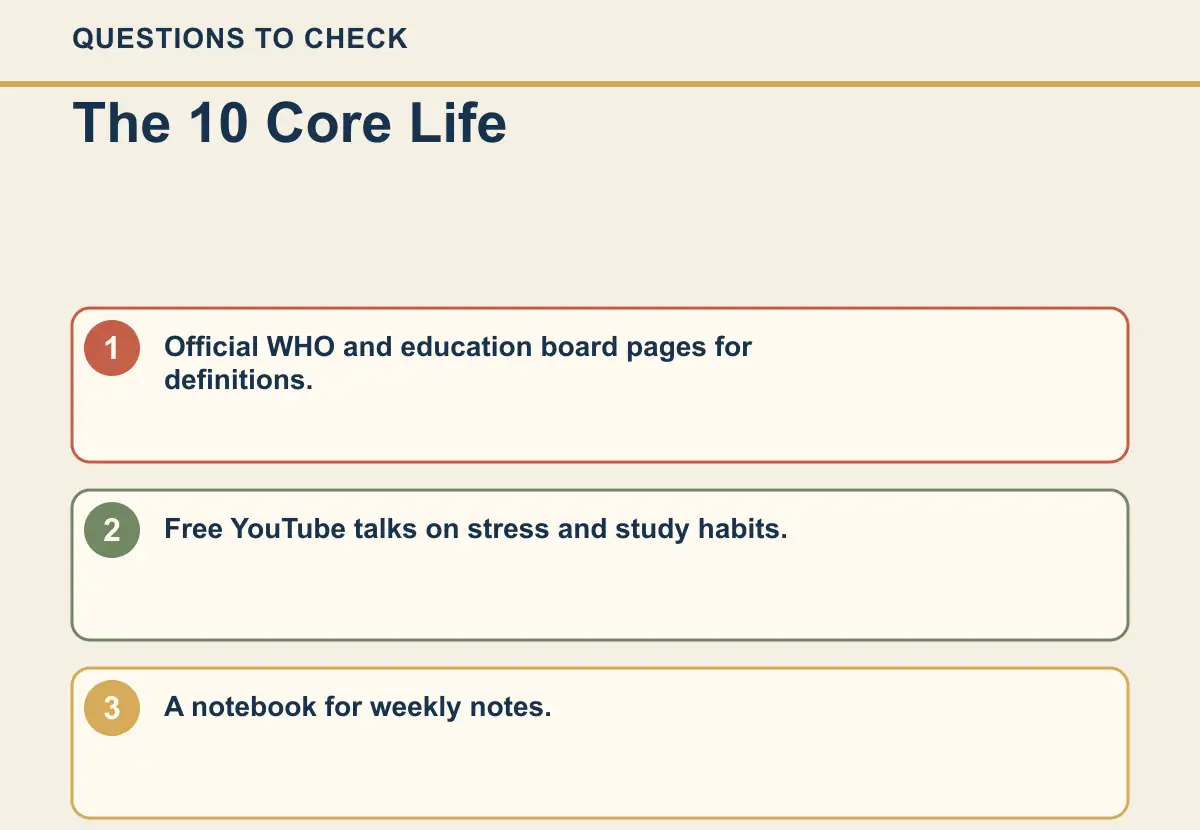 QUESTIONS TO CHECK
The 10 Core Life
1
Official WHO and education board pages for
definitions.
2
Free YouTube talks on stress and study habits.
3
A notebook for weekly notes.